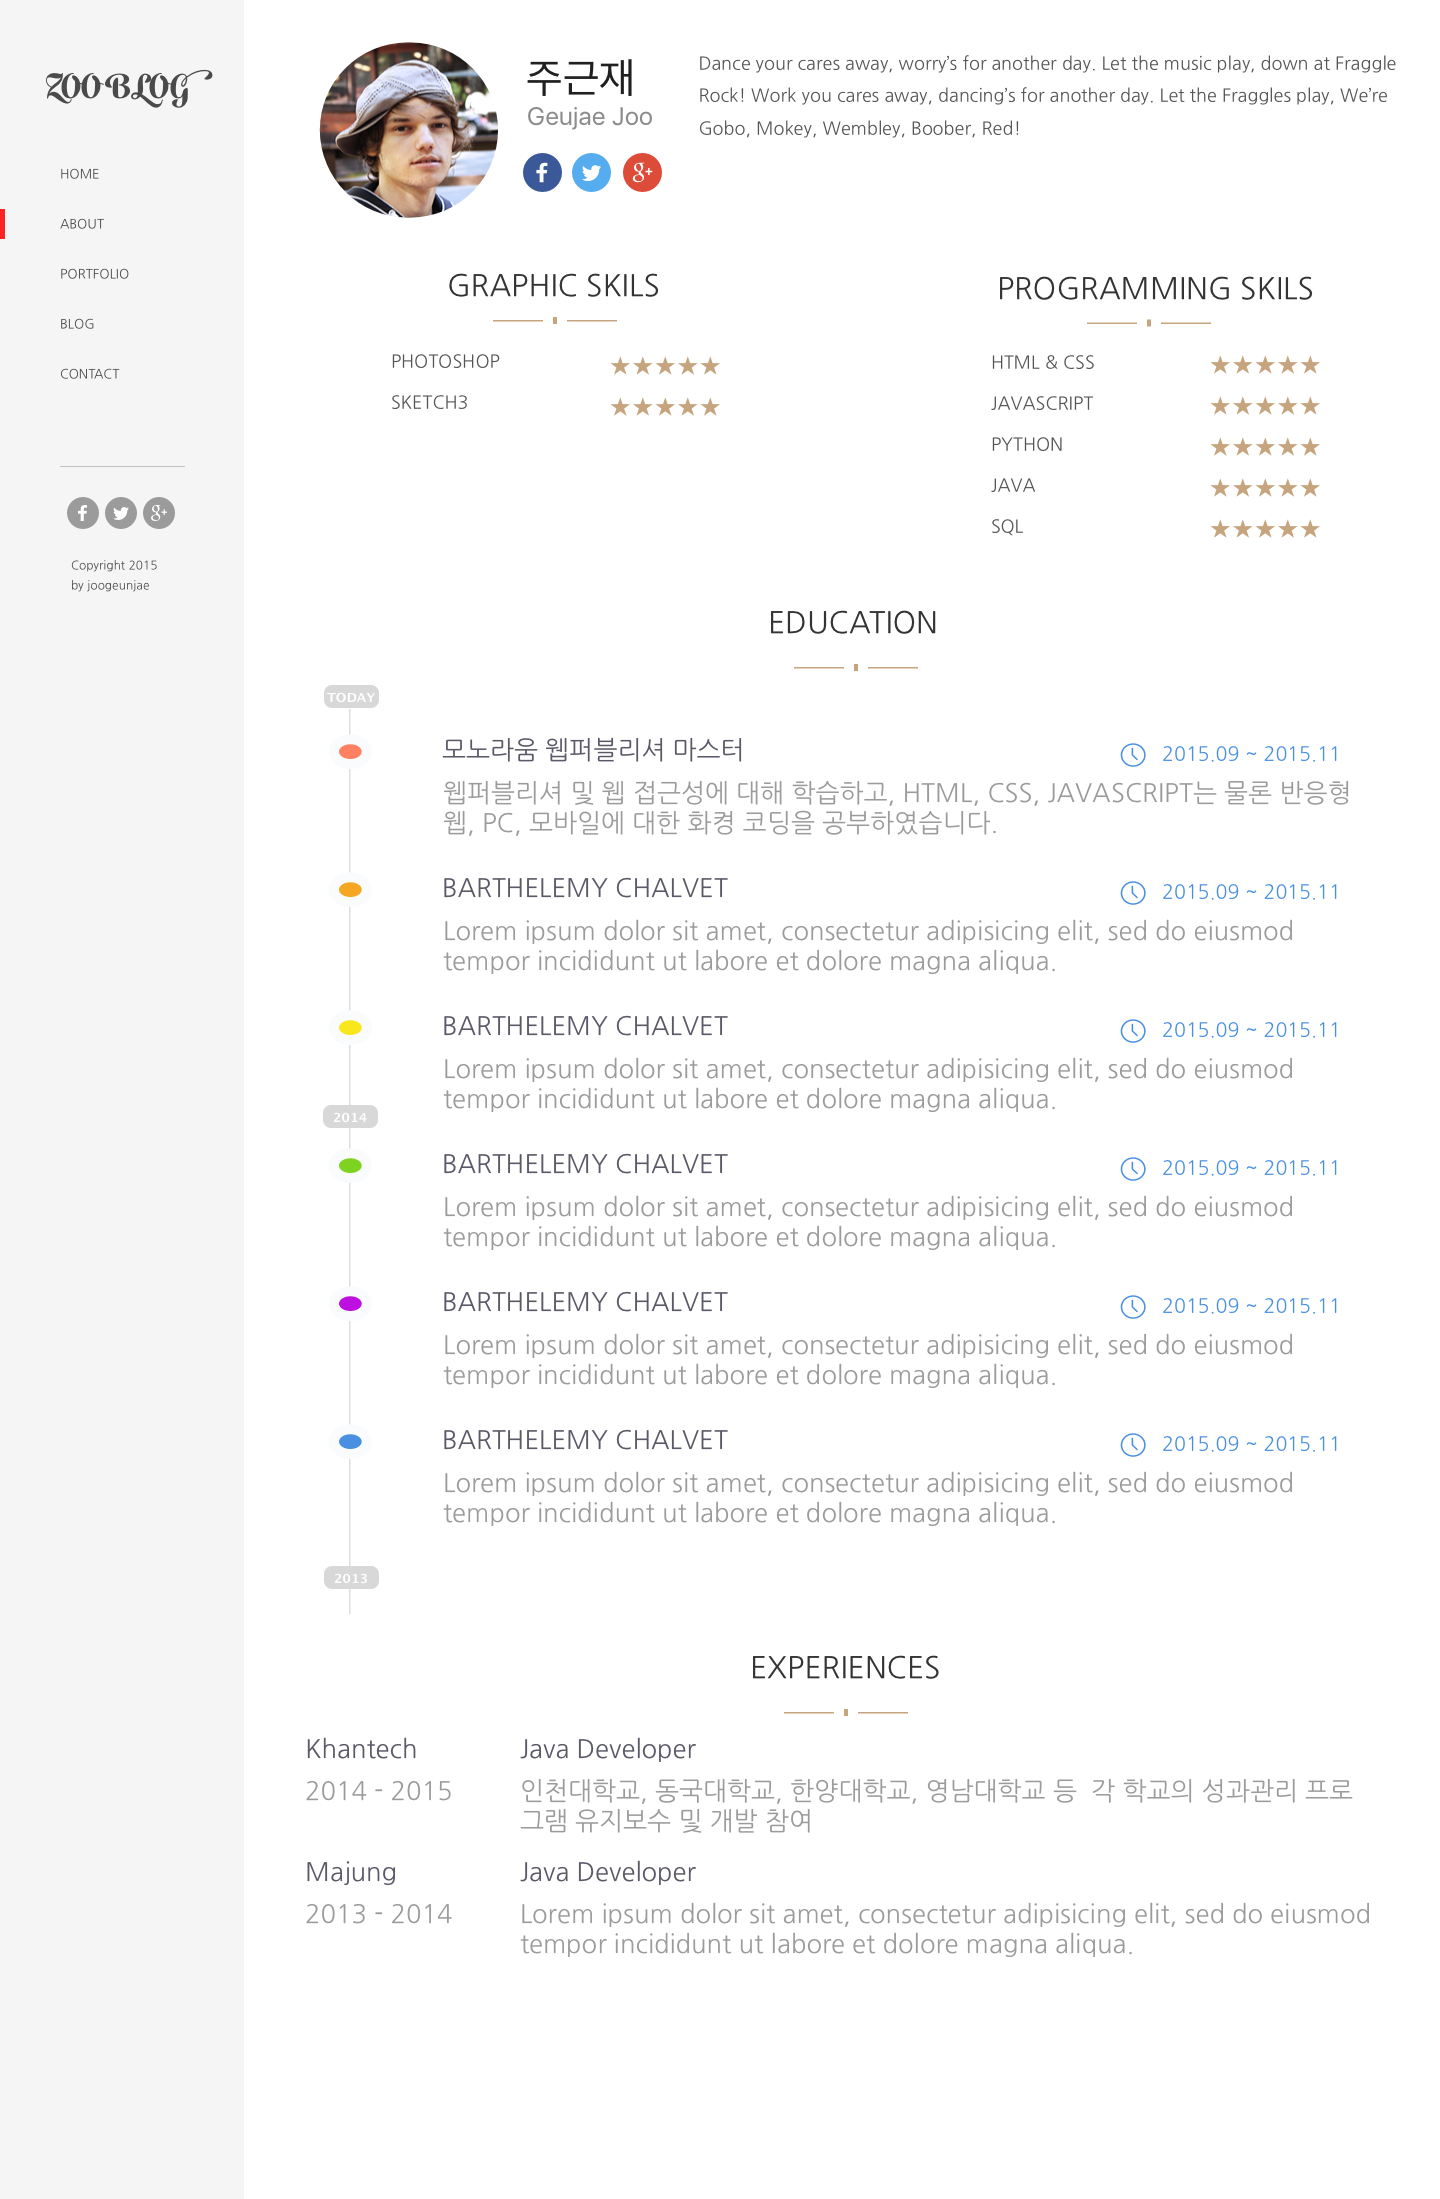 ZOO BLOG
HOME
ABOUT
PORTFOLIO
BLOG
CONTACT
g+
Copyright 2015
by joogeunjae
주근재
Geujae Joo
f
g+
Dance your cares away, worry’s for another day. Let the music play, down at Fraggle
Rock! Work you cares away, dancing’s for another day. Let the Fraggles play, We’re
Gobo, Mokey, Wembley, Boober, Red!
GRAPHIC SKILS
PHOTOSHOP
SKETCH3
PROGRAMMING SKILS
HTML & CSS
JAVASCRIPT
PYTHON
JAVA
SQL
EDUCATION
TODAY
모노라움 웹퍼블리셔 마스터
2015.09 ~ 2015.11
웹퍼블리셔 및 웹 접근성에 대해 학습하고, HTML, CSS, JAVASCRIPT는 물론 반응형
웹, PC, 모바일에 대한 화켱 코딩을 공부하였습니다.
BARTHELEMY CHALVET
2015.09 ~ 2015.11
Lorem ipsum dolor sit amet, consectetur adipisicing elit, sed do eiusmod
tempor incididunt ut labore et dolore magna aliqua.
BARTHELEMY CHALVET
2015.09 ~ 2015.11
Lorem ipsum dolor sit amet, consectetur adipisicing elit, sed do eiusmod
tempor incididunt ut labore et dolore magna aliqua.
2014
BARTHELEMY CHALVET
2015.09 ~ 2015.11
Lorem ipsum dolor sit amet, consectetur adipisicing elit, sed do eiusmod
tempor incididunt ut labore et dolore magna aliqua.
BARTHELEMY CHALVET
2015.09 ~ 2015.11
Lorem ipsum dolor sit amet, consectetur adipisicing elit, sed do eiusmod
tempor incididunt ut labore et dolore magna aliqua.
BARTHELEMY CHALVET
2015.09 ~ 2015.11
Lorem ipsum dolor sit amet, consectetur adipisicing elit, sed do eiusmod
tempor incididunt ut labore et dolore magna aliqua.
2013
EXPERIENCES
Khantech
2014 - 2015
Java Developer
인천대학교, 동국대학교, 한양대학교, 영남대학교 등 각 학교의 성과관리 프로
그램 유지보수 및 개발 참여
Majung
2013 - 2014
Java Developer
Lorem ipsum dolor sit amet, consectetur adipisicing elit, sed do eiusmod
tempor incididunt ut labore et dolore magna aliqua.